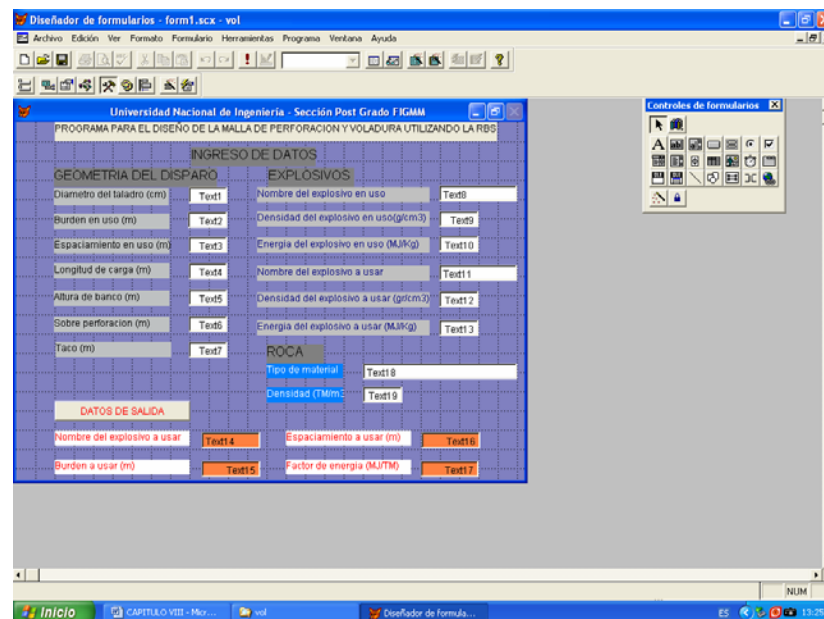 Diseñador de formularios - form1.scx - vol
Archivo Edición Ver Formato Formulario Herramientas Programa Ventana Ayuda
Universidad Nacional de Ingeniería - Sección Post Grado FIGMM
PROGRAMA PARA EL DISEÑO DE LA MALLA DE PERFORACION Y VOLADURA UTILIZANDO LA RBS
INGRESO DE DATOS
GEOMETRIA DEL DISPARO EXPLOSIVOS
Diametro del taladro (cm) Text1 Nombre del explosivo en uso Text8
Burden en uso (m) Text2 Densidad del explosivo en uso(g/cm3) Text9
Espaciamiento en uso (m) Text3 Energia del explosivo en uso (MJ/Kg) Text10
Longitud de carga (m) Text4 Nombre del explosivo a usar Text11
Altura de banco (m) Text5 Densidad del explosivo a usar (gr/cm3) Text12
Sobre perforacion (m) Text6 Energia del explosivo a usar (MJ/Kg) Text13
Taco (m) Text7 ROCA
Tipo de material Text18
Densidad (TM/m3 Text19
DATOS DE SALIDA
Nombre del explosivo a usar Text14 Espaciamiento a usar (m) Text16
Burden a usar (m) Text15 Factor de energia (MJ/TM) Text17
Controles de formularios
NUM
Inicio CAPITULO VIII - Micr... vol Diseñador de formula... ES 13:25